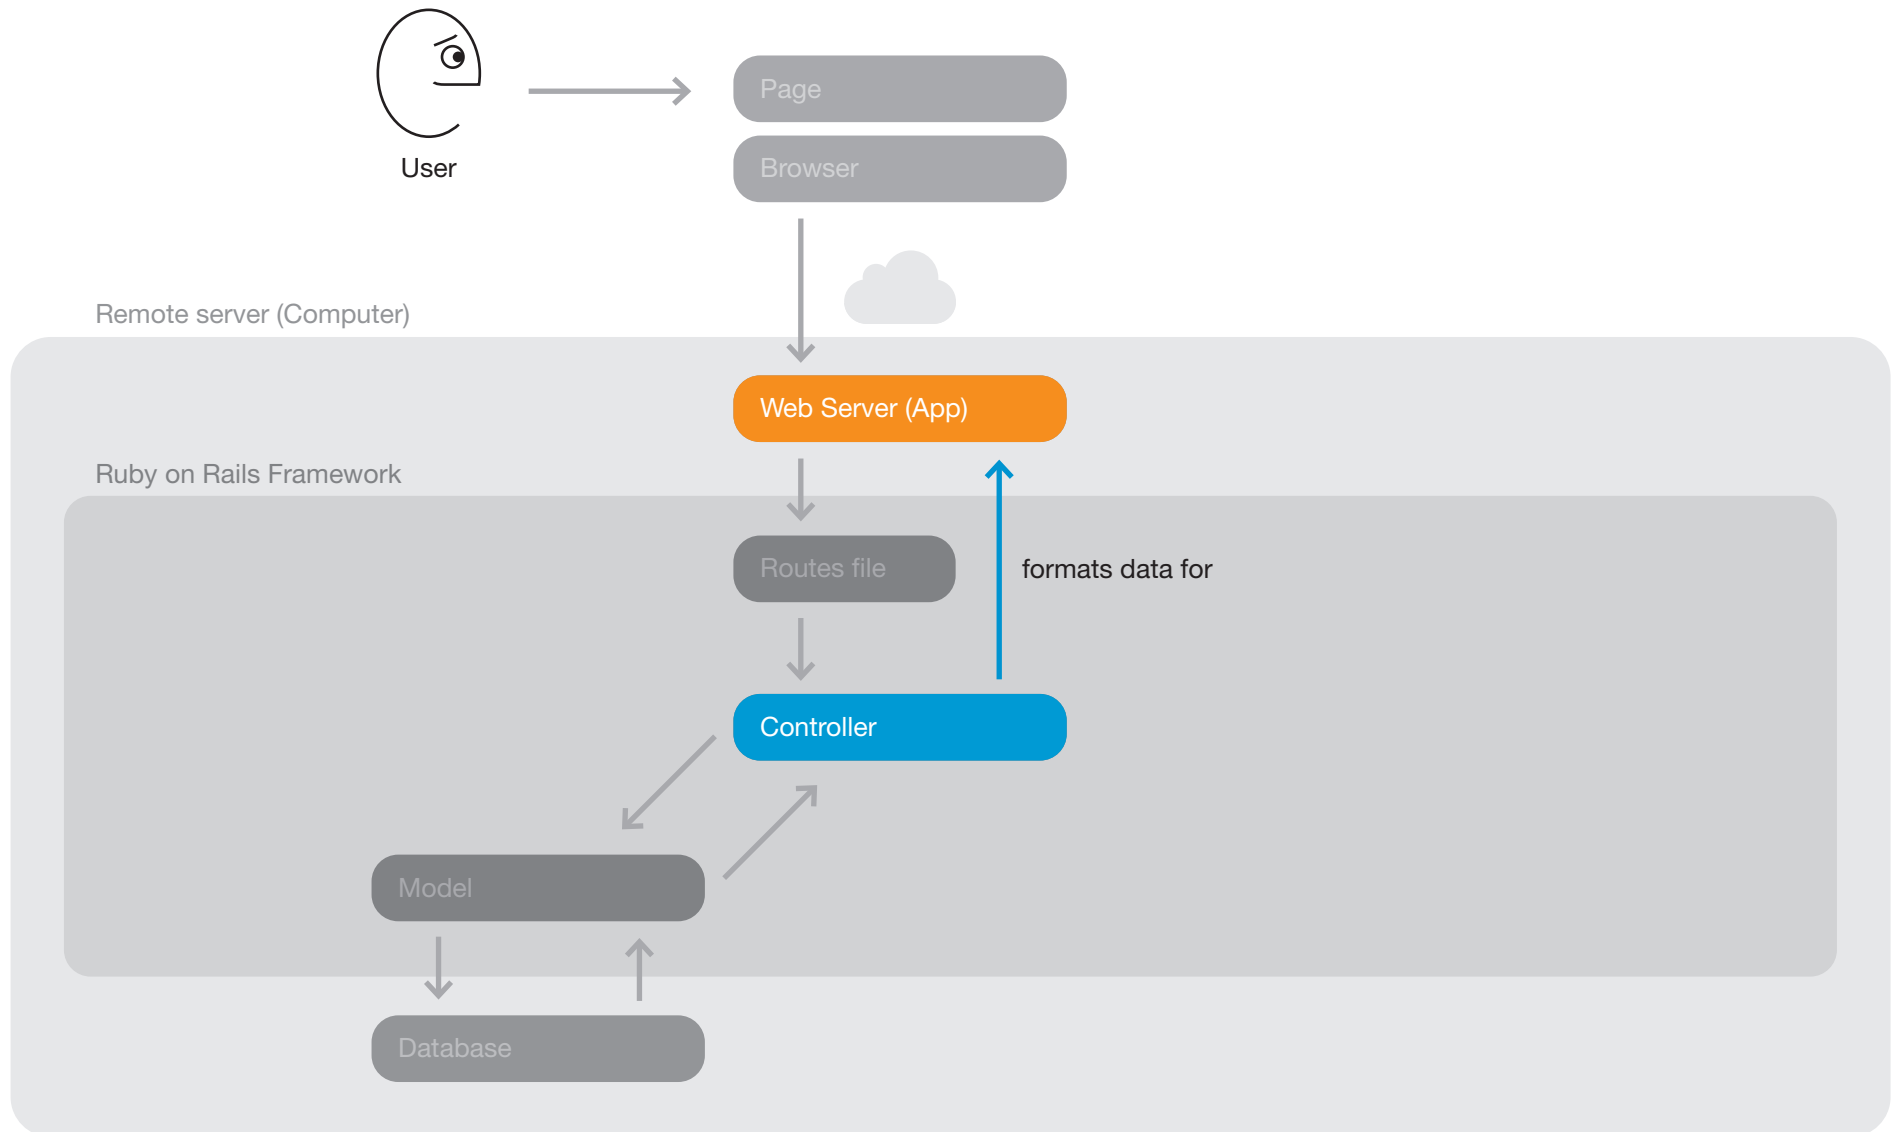 Page
Browser
User
Remote server (Computer)
Web Server (App)
Ruby on Rails Framework
Routes file
formats data for
Controller
Model
Database